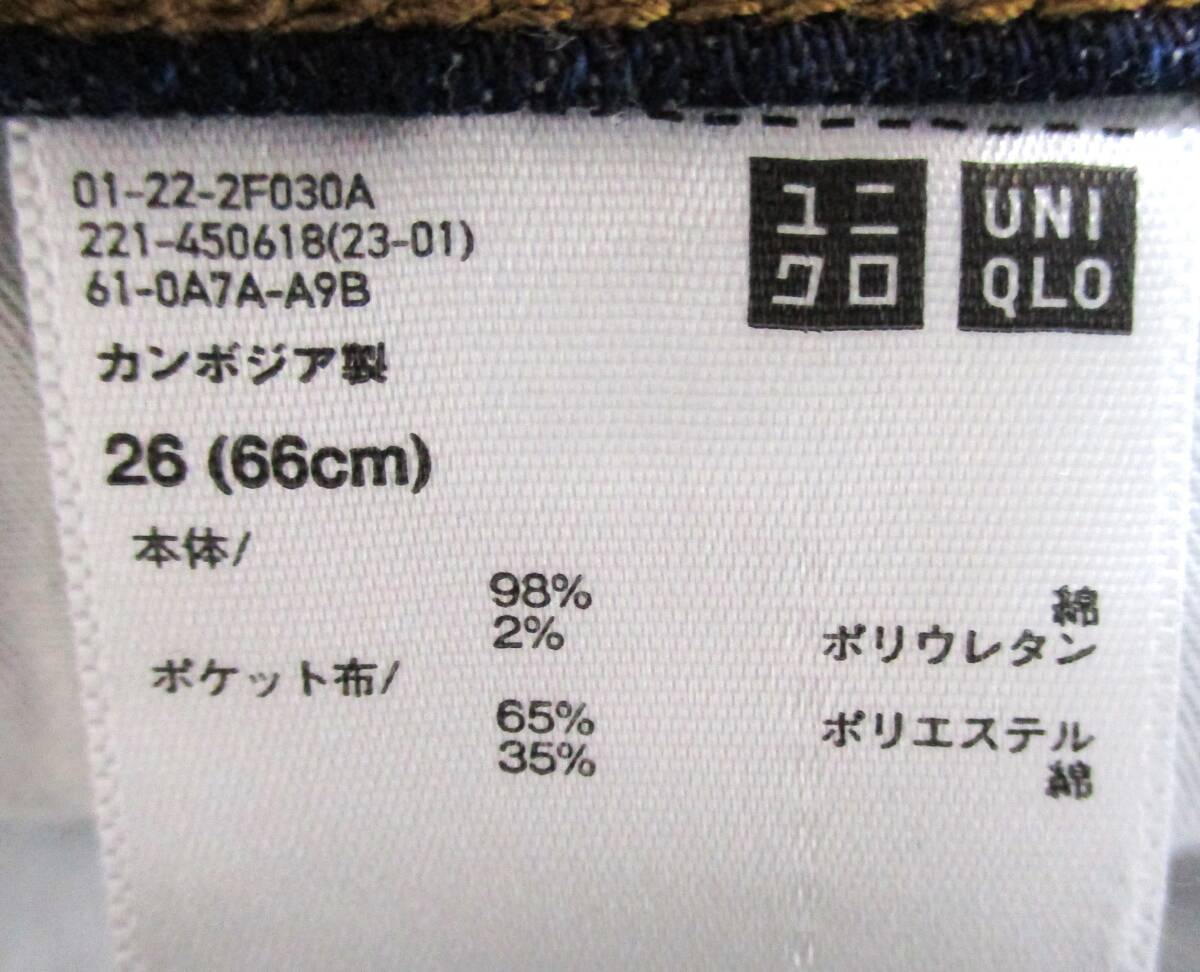 01-22-2F030A
221-450618(23-01)
61-0A7A-A9B
ユニ
クロ
UNI
QLO
カンボジア製
26 (66cm)
本体/
98% 綿
2% ポリウレタン
ポケット布/
65% ポリエステル
35% 綿